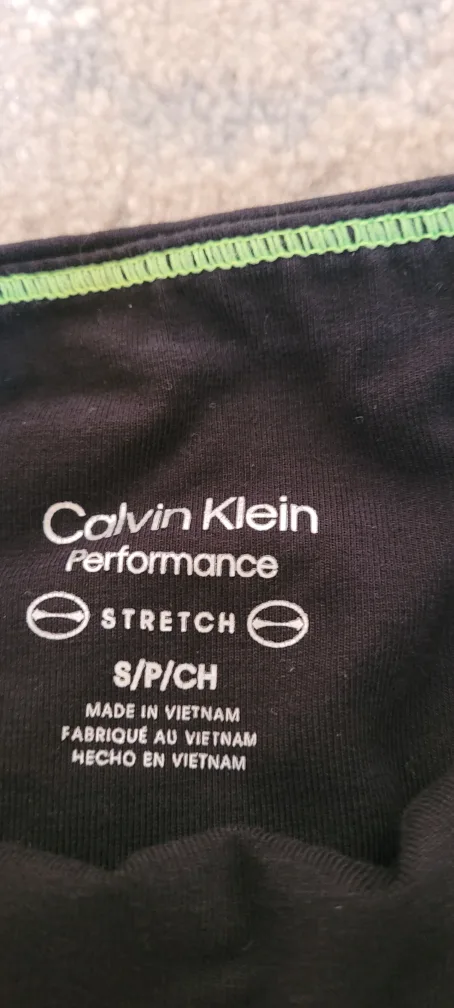 Calvin Klein
Performance
STRETCH
S/P/CH
MADE IN VIETNAM
FABRIQUÉ AU VIETNAM
HECHO EN VIETNAM